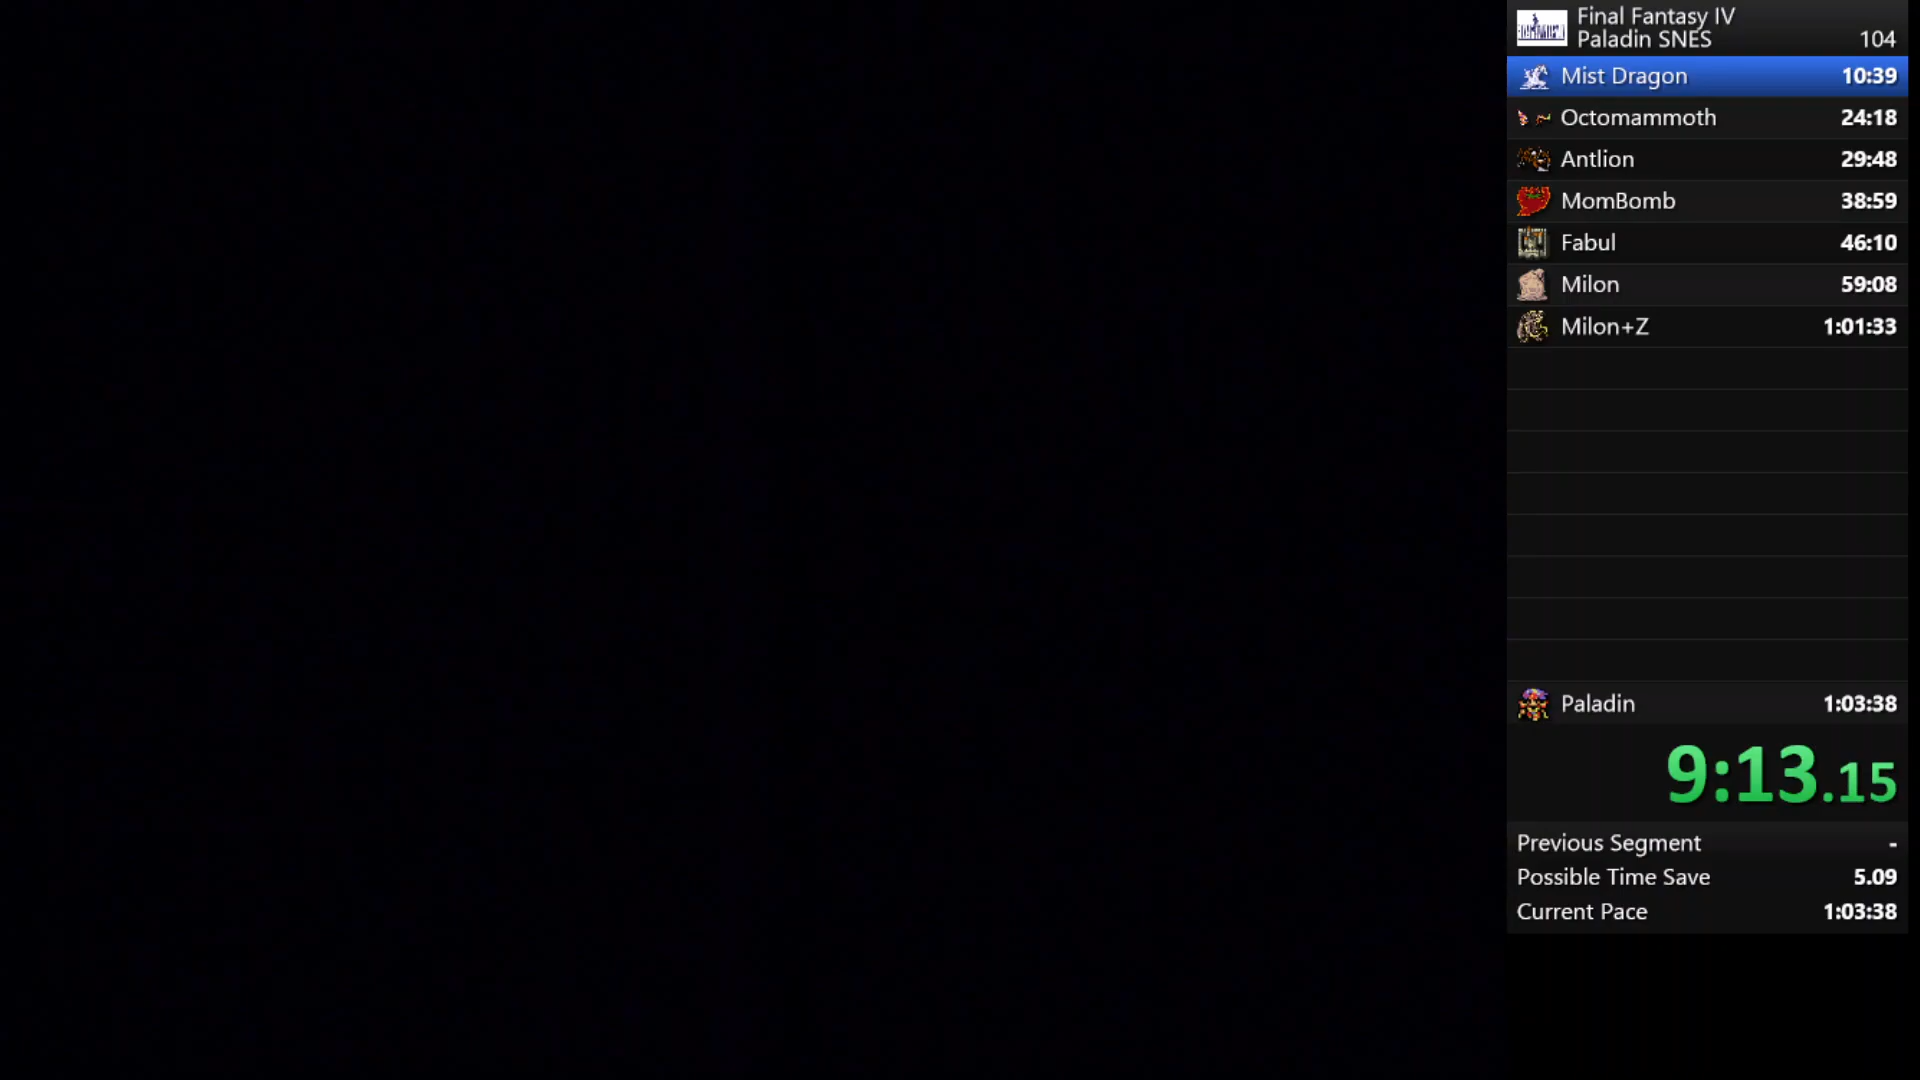 Final Fantasy IV
Paladin SNES 104
Mist Dragon 10:39
Octomammoth 24:18
Antlion 29:48
MomBomb 38:59
Fabul 46:10
Milon 59:08
Milon+Z 1:01:33
Paladin 1:03:38
9:13.15
Previous Segment -
Possible Time Save 5.09
Current Pace 1:03:38